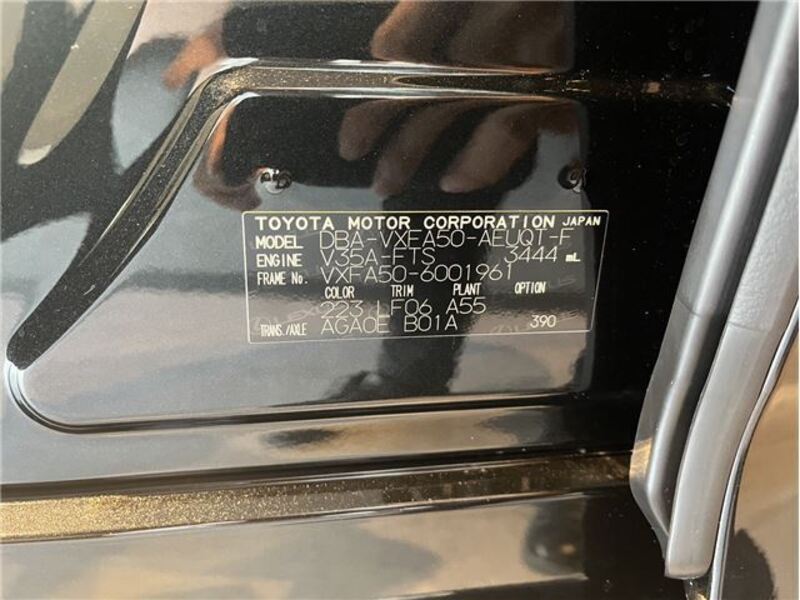 TOYOTA MOTOR CORPORATION JAPAN
MODEL DBA-VXFA50-AEUQT-F
ENGINE V35A-FTS 3444 mL
FRAME No. VXFA50-6001961
COLOR TRIM PLANT OPTION
223 LF06 A55
TRANS./AXLE AGA0E B01A 390